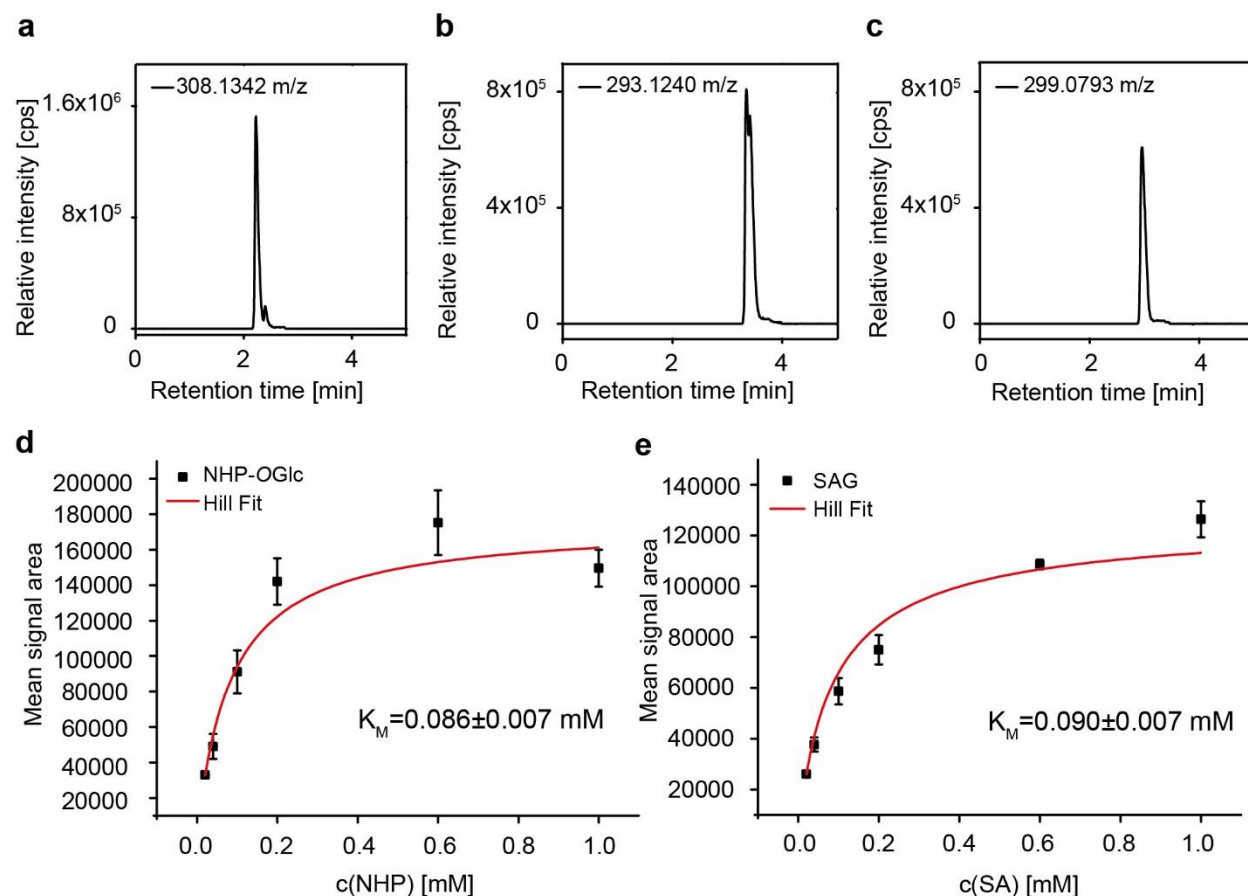 a
308.1342 m/z
1.6x10⁶
8x10⁵
0
Relative intensity [cps]
0 2 4
Retention time [min]
b
293.1240 m/z
8x10⁵
4x10⁵
0
Relative intensity [cps]
0 2 4
Retention time [min]
c
299.0793 m/z
8x10⁵
4x10⁵
0
Relative intensity [cps]
0 2 4
Retention time [min]
d
NHP-OGlc
Hill Fit
200000
180000
160000
140000
120000
100000
80000
60000
40000
20000
Mean signal area
K_M=0.086±0.007 mM
0.0 0.2 0.4 0.6 0.8 1.0
c(NHP) [mM]
e
SAG
Hill Fit
140000
120000
100000
80000
60000
40000
20000
Mean signal area
K_M=0.090±0.007 mM
0.0 0.2 0.4 0.6 0.8 1.0
c(SA) [mM]